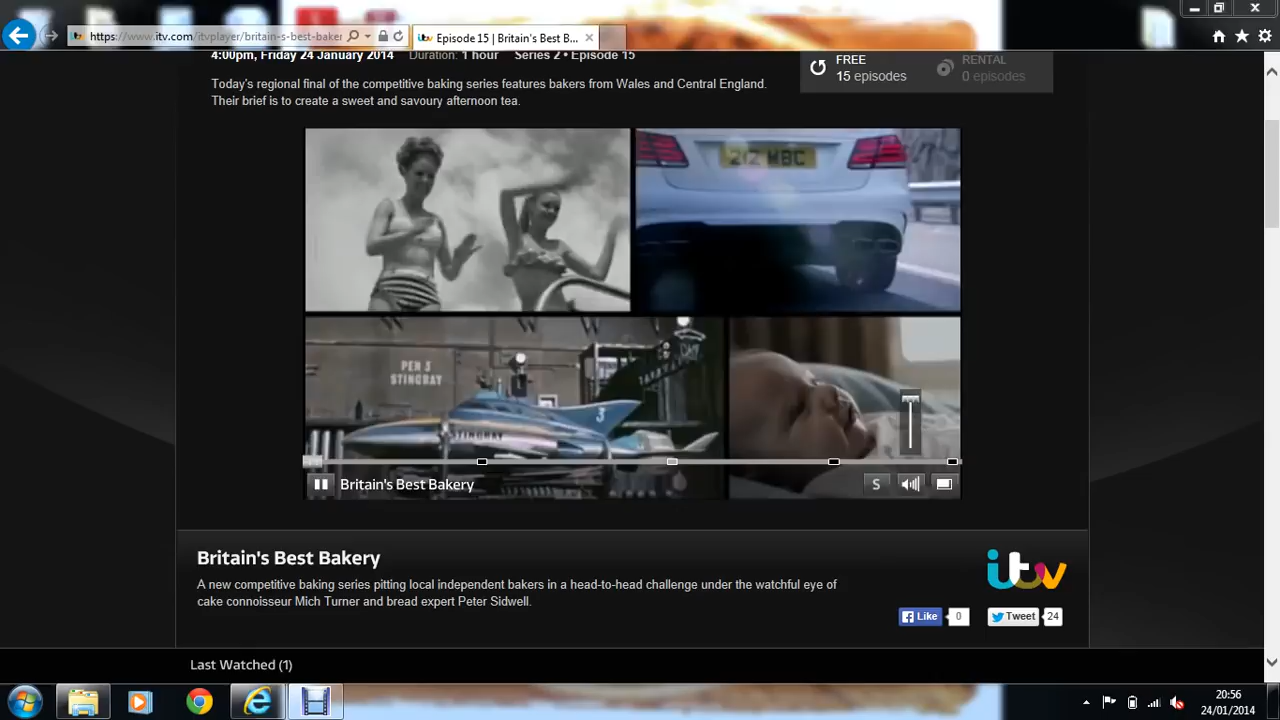 https://www.itv.com/itvplayer/britain-s-best-baker
Episode 15 | Britain's Best B...
4:00pm, Friday 24 January 2014 Duration: 1 hour Series 2 • Episode 15
FREE
15 episodes
RENTAL
0 episodes
Today's regional final of the competitive baking series features bakers from Wales and Central England.
Their brief is to create a sweet and savoury afternoon tea.
212 MBC
PEN 3
STINGRAY
3
Britain's Best Bakery
S
Britain's Best Bakery
itv
A new competitive baking series pitting local independent bakers in a head-to-head challenge under the watchful eye of
cake connoisseur Mich Turner and bread expert Peter Sidwell.
Like 0
Tweet 24
Last Watched (1)
20:56
24/01/2014